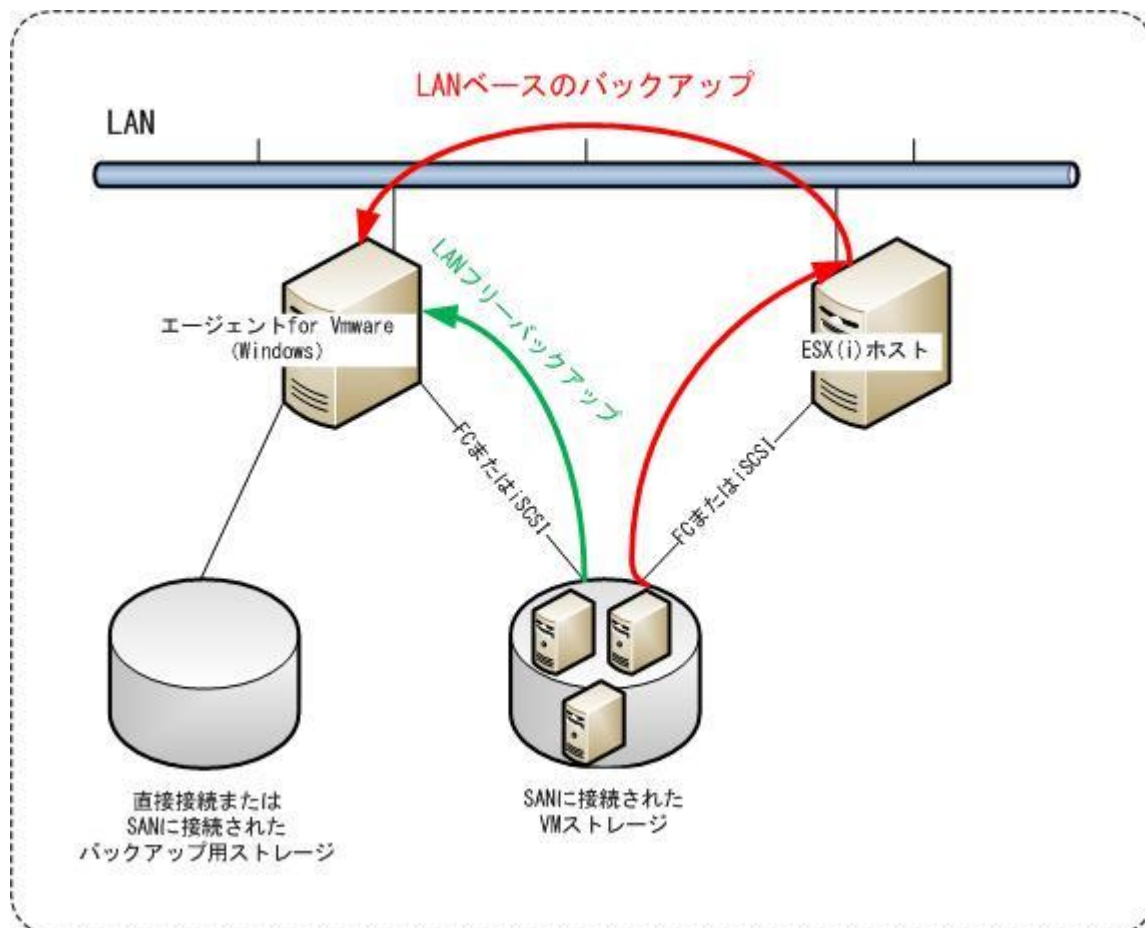 LANベースのバックアップ
LAN
LANフリーバックアップ
エージェントfor Vmware
(Windows)
ESX(i)ホスト
FCまたはiSCSI
FCまたはiSCSI
直接接続または
SANに接続された
バックアップ用ストレージ
SANに接続された
VMストレージ